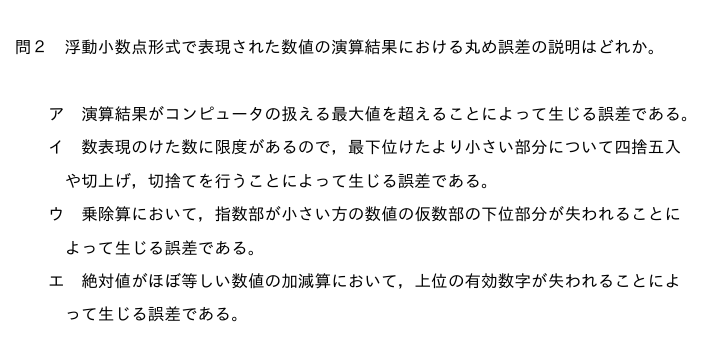 問２　浮動小数点形式で表現された数値の演算結果における丸め誤差の説明はどれか。
ア　演算結果がコンピュータの扱える最大値を超えることによって生じる誤差である。
イ　数表現のけた数に限度があるので，最下位けたより小さい部分について四捨五入
や切上げ，切捨てを行うことによって生じる誤差である。
ウ　乗除算において，指数部が小さい方の数値の仮数部の下位部分が失われることに
よって生じる誤差である。
エ　絶対値がほぼ等しい数値の加減算において，上位の有効数字が失われることによ
って生じる誤差である。